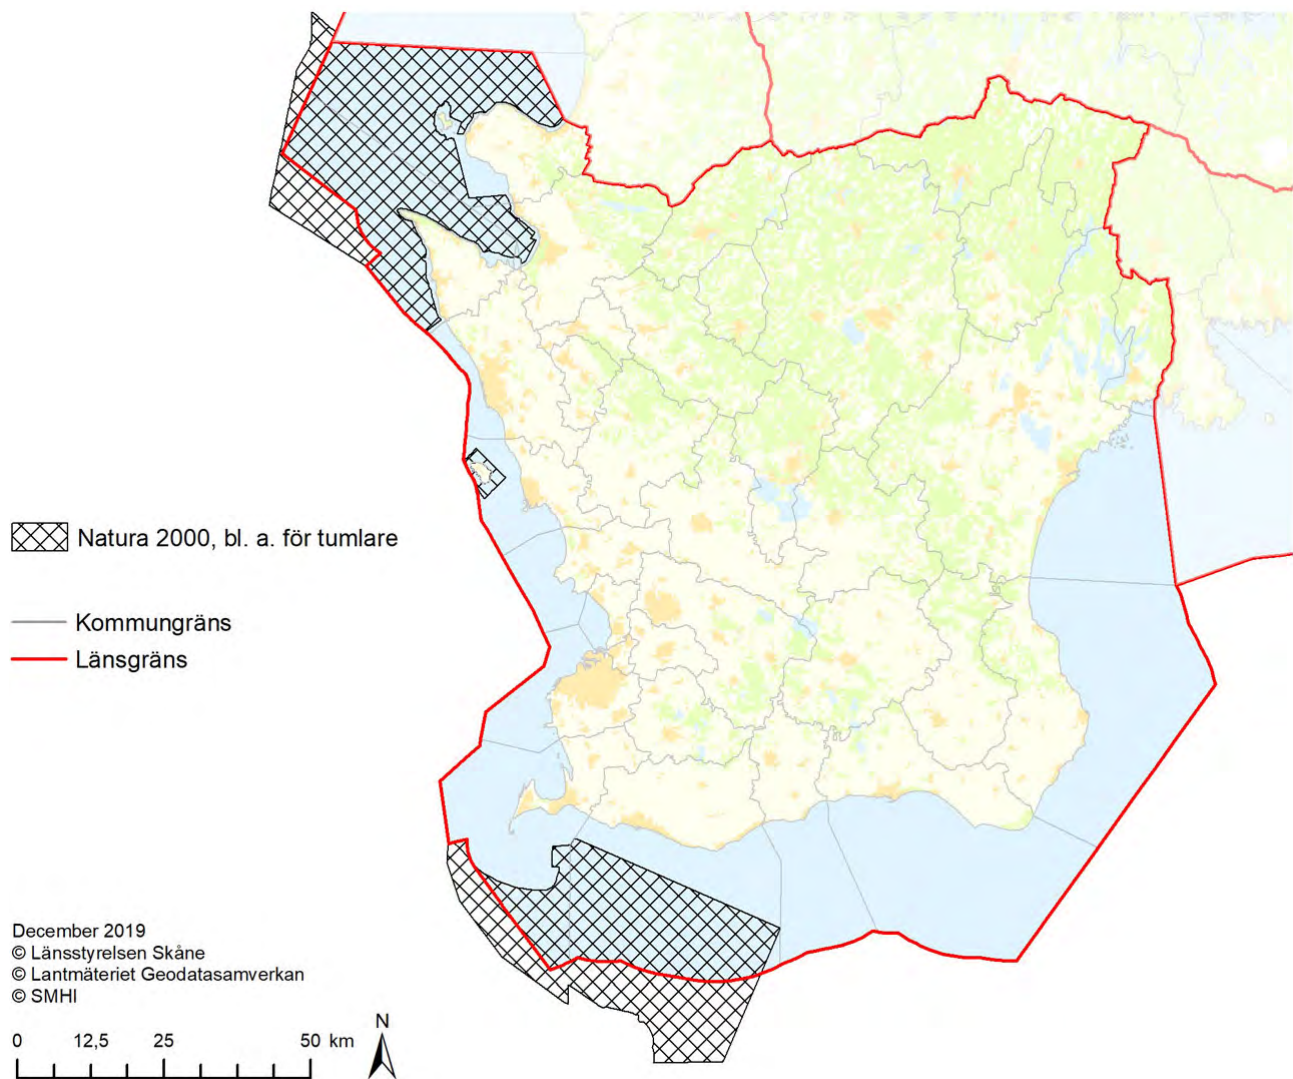 Natura 2000, bl. a. för tumlare
Kommungräns
Länsgräns
December 2019
© Länsstyrelsen Skåne
© Lantmäteriet Geodatasamverkan
© SMHI
0 12,5 25 50 km
N